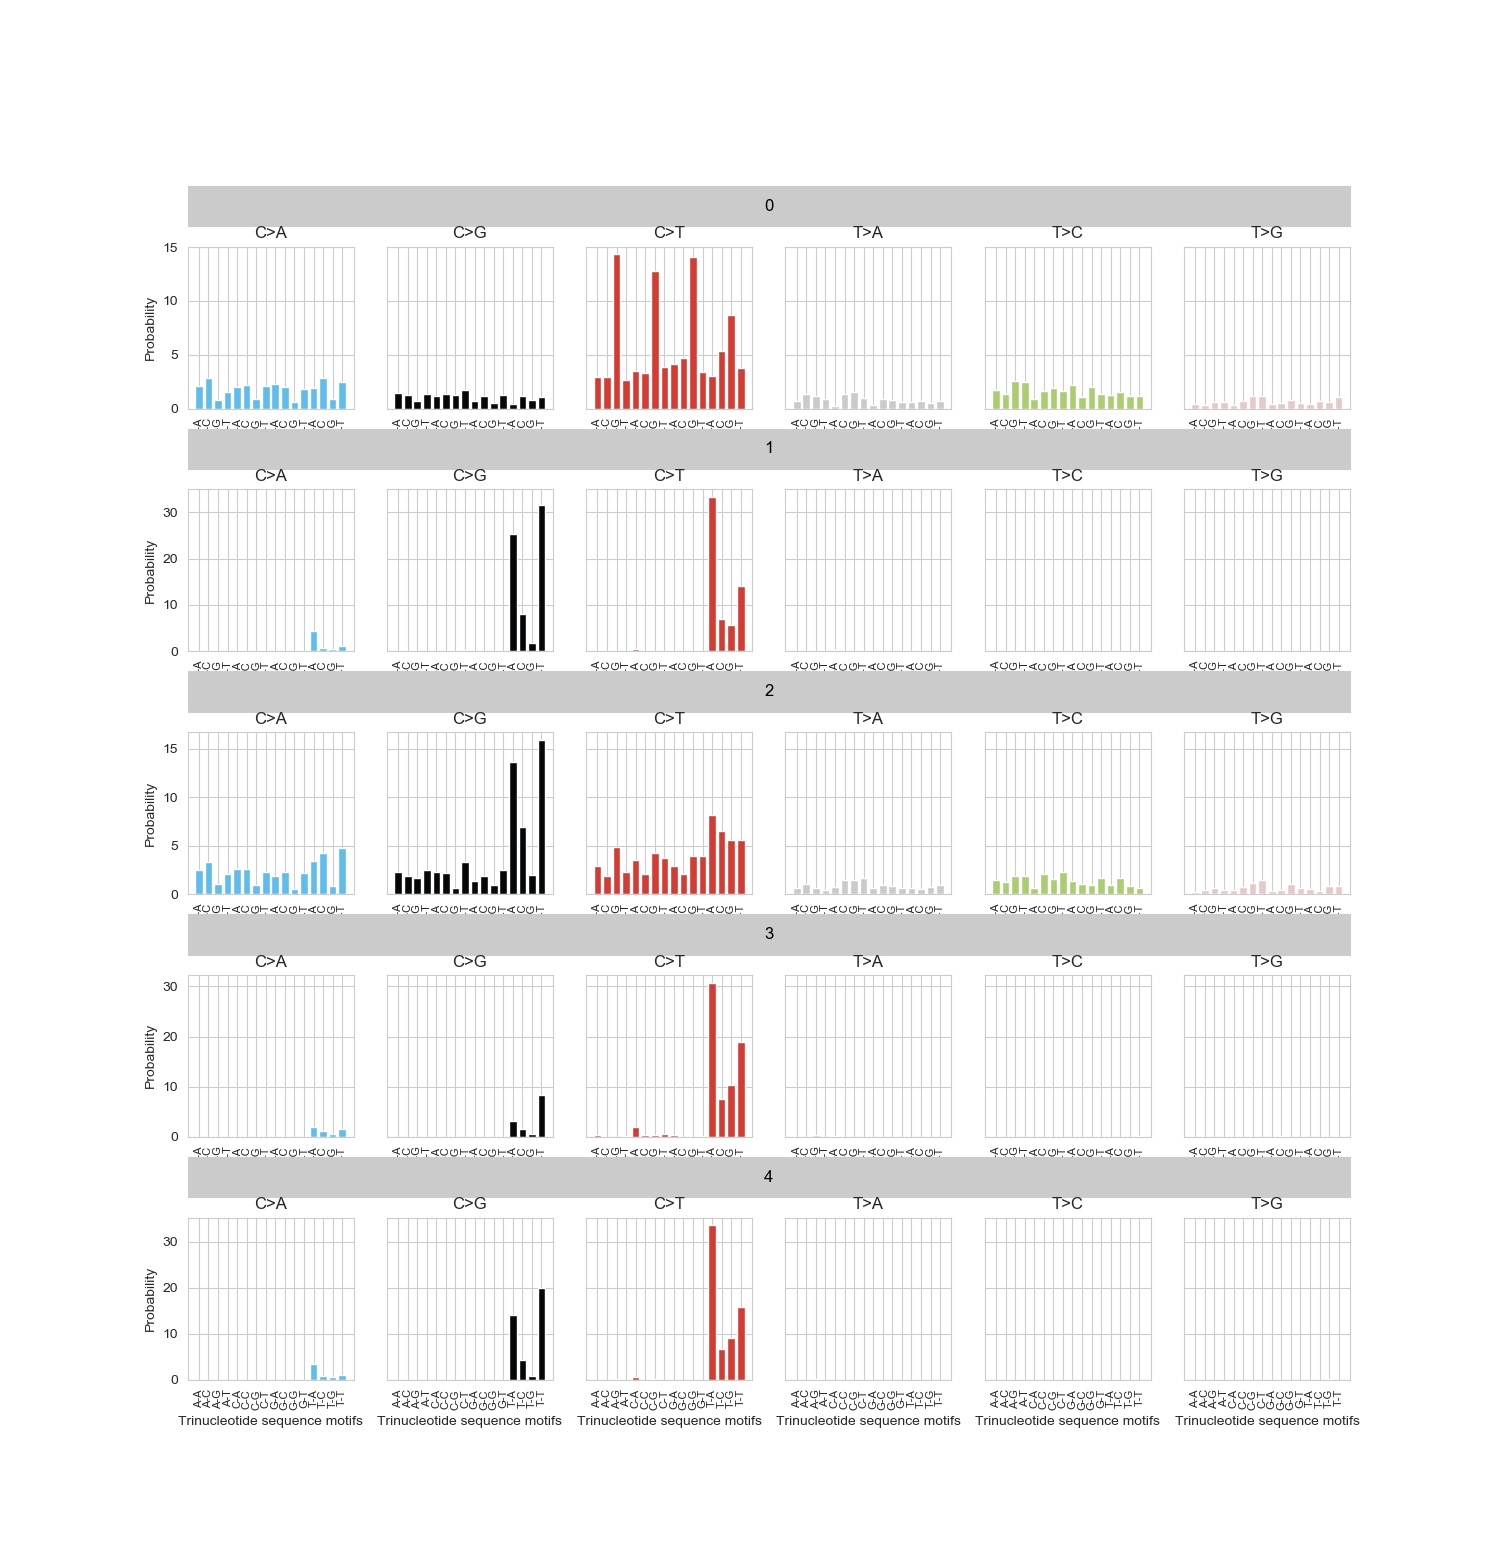 0
C>A C>G C>T T>A T>C T>G
15
10
5
0
Probability
1
C>A C>G C>T T>A T>C T>G
30
20
10
0
Probability
2
C>A C>G C>T T>A T>C T>G
15
10
5
0
Probability
3
C>A C>G C>T T>A T>C T>G
30
20
10
0
Probability
4
C>A C>G C>T T>A T>C T>G
30
20
10
0
Probability
A-A A-C A-G A-T C-A C-C C-G C-T G-A G-C G-G G-T T-A T-C T-G T-T
A-A A-C A-G A-T C-A C-C C-G C-T G-A G-C G-G G-T T-A T-C T-G T-T
A-A A-C A-G A-T C-A C-C C-G C-T G-A G-C G-G G-T T-A T-C T-G T-T
A-A A-C A-G A-T C-A C-C C-G C-T G-A G-C G-G G-T T-A T-C T-G T-T
A-A A-C A-G A-T C-A C-C C-G C-T G-A G-C G-G G-T T-A T-C T-G T-T
A-A A-C A-G A-T C-A C-C C-G C-T G-A G-C G-G G-T T-A T-C T-G T-T
Trinucleotide sequence motifs Trinucleotide sequence motifs Trinucleotide sequence motifs Trinucleotide sequence motifs Trinucleotide sequence motifs Trinucleotide sequence motifs